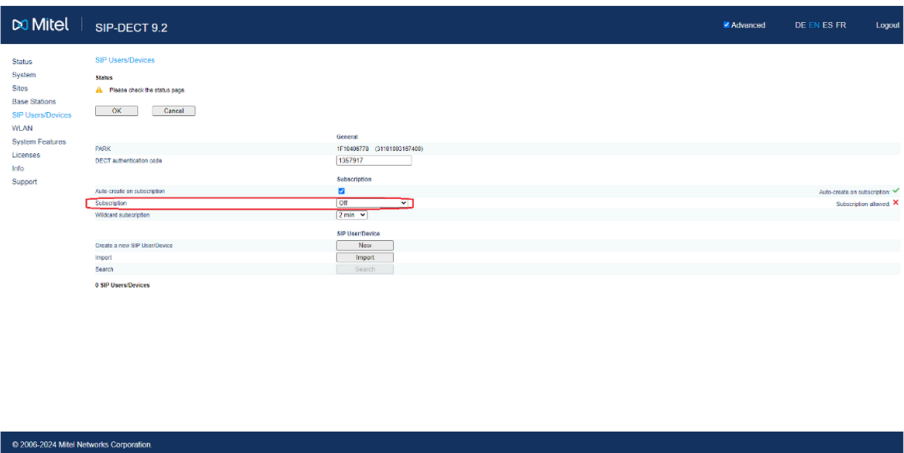 Mitel SIP-DECT 9.2 Advanced DE EN ES FR Logout
Status
System
Sites
Base Stations
SIP Users/Devices
WLAN
System Features
Licenses
Info
Support
SIP Users/Devices
Status
Please check the status page.
OK Cancel
General
PARK
DECT authentication code 1357917
Subscription
Auto-create on subscription Auto-create on subscription:
Subscription Off Subscription allowed:
Wildcard subscription 2 min
SIP User/Device
Create a new SIP User/Device New
Import Import
Search Search
0 SIP Users/Devices
© 2006-2024 Mitel Networks Corporation